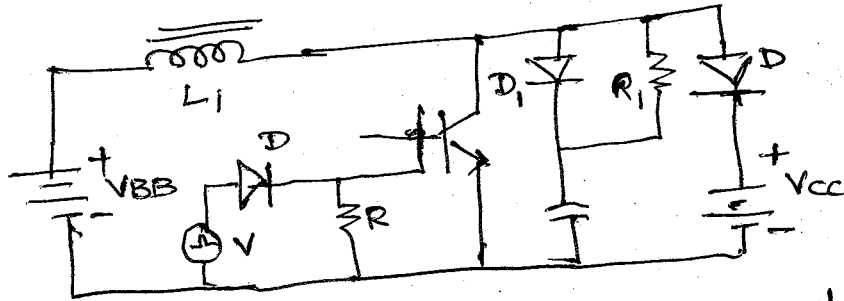 L1
D1
R1
D
D
+
VBB
-
V
R
+
VCC
-